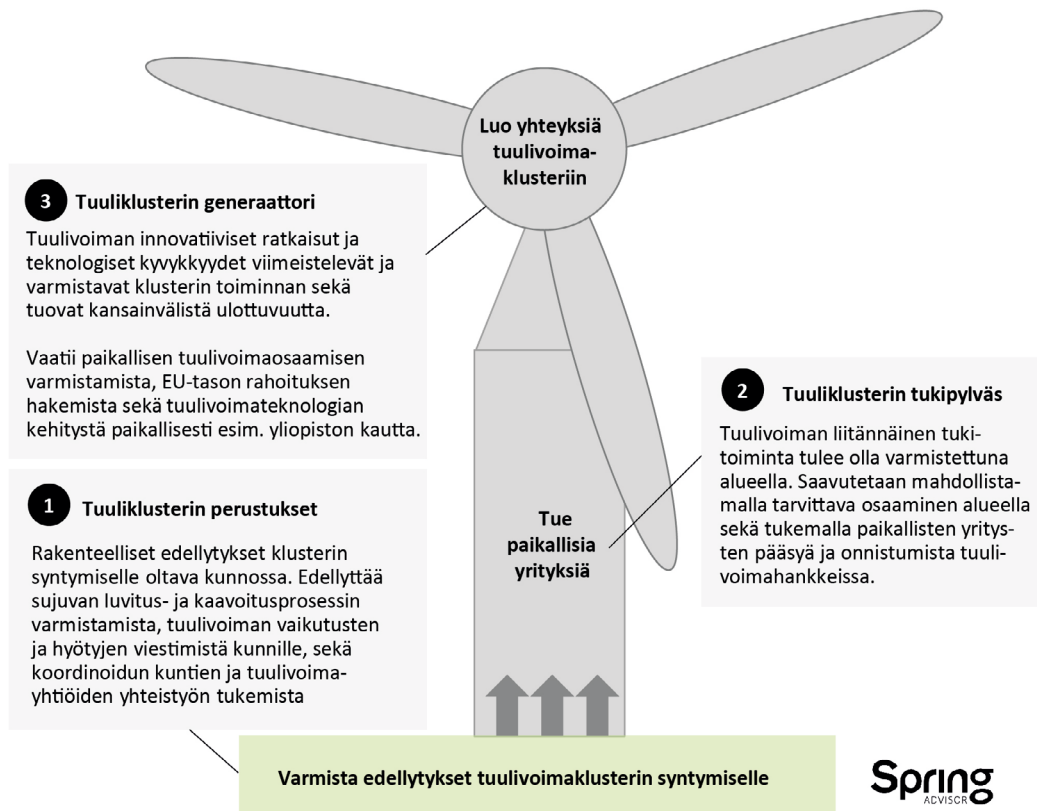 Luo yhteyksiä
tuulivoima-
klusteriin
3 Tuuliklusterin generaattori
Tuulivoiman innovatiiviset ratkaisut ja
teknologiset kyvykkyydet viimeistelevät ja
varmistavat klusterin toiminnan sekä
tuovat kansainvälistä ulottuvuutta.
Vaatii paikallisen tuulivoimaosaamisen
varmistamista, EU-tason rahoituksen
hakemista sekä tuulivoimateknologian
kehitystä paikallisesti esim. yliopiston kautta.
2 Tuuliklusterin tukipylväs
Tuulivoiman liitännäinen tuki-
toiminta tulee olla varmistettuna
alueella. Saavutetaan mahdollista-
malla tarvittava osaaminen alueella
sekä tukemalla paikallisten yritys-
ten pääsyä ja onnistumista tuuli-
voimahankkeissa.
1 Tuuliklusterin perustukset
Rakenteelliset edellytykset klusterin
syntymiselle oltava kunnossa. Edellyttää
sujuvan luvitus- ja kaavoitusprosessin
varmistamista, tuulivoiman vaikutusten
ja hyötyjen viestimistä kunnille, sekä
koordinoidun kuntien ja tuulivoima-
yhtiöiden yhteistyön tukemista
Tue
paikallisia
yrityksiä
Varmista edellytykset tuulivoimaklusterin syntymiselle
Spring
ADVISOR